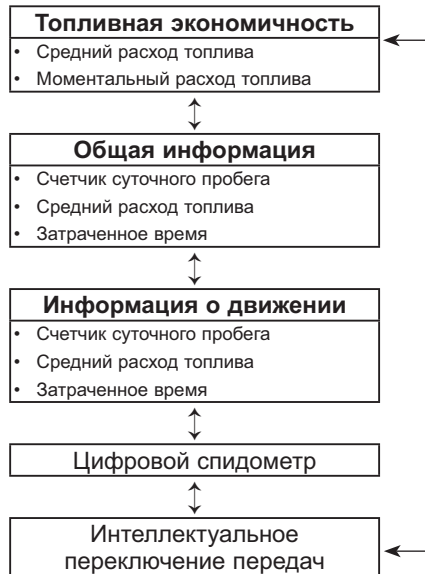 Топливная экономичность
• Средний расход топлива
• Моментальный расход топлива
Общая информация
• Счетчик суточного пробега
• Средний расход топлива
• Затраченное время
Информация о движении
• Счетчик суточного пробега
• Средний расход топлива
• Затраченное время
Цифровой спидометр
Интеллектуальное
переключение передач